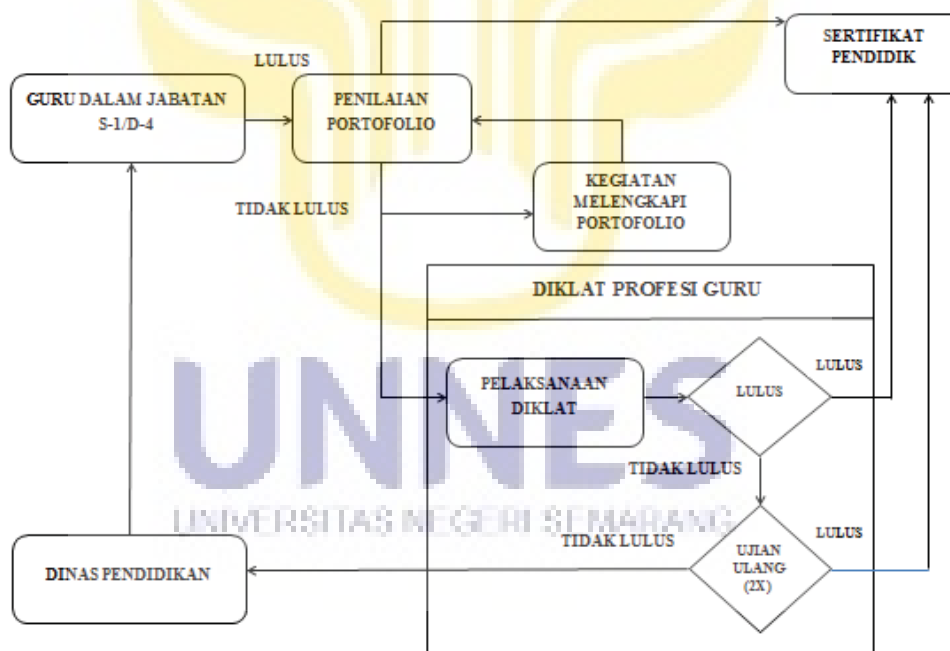 SERTIFIKAT
PENDIDIK
LULUS
GURU DALAM JABATAN
S-1/D-4
PENILAIAN
PORTOFOLIO
TIDAK LULUS
KEGIATAN
MELENGKAPI
PORTOFOLIO
DIKLAT PROFESI GURU
PELAKSANAAN
DIKLAT
LULUS
LULUS
TIDAK LULUS
UNNES
UNIVERSITAS NEGERI SEMARANG
DINAS PENDIDIKAN
TIDAK LULUS
UJIAN
ULANG
(2X)
LULUS